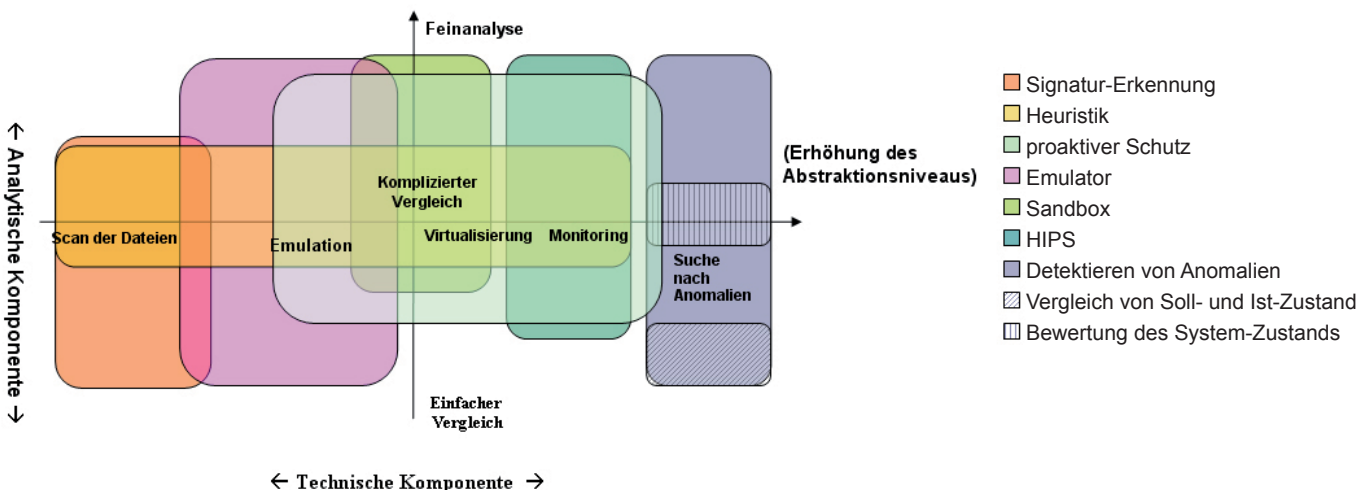 Feinanalyse
← Analytische Komponente →
(Erhöhung des
Abstraktionsniveaus)
Komplizierter
Vergleich
Scan der Dateien
Emulation
Virtualisierung
Monitoring
Suche
nach
Anomalien
Einfacher
Vergleich
← Technische Komponente →
Signatur-Erkennung
Heuristik
proaktiver Schutz
Emulator
Sandbox
HIPS
Detektieren von Anomalien
Vergleich von Soll- und Ist-Zustand
Bewertung des System-Zustands